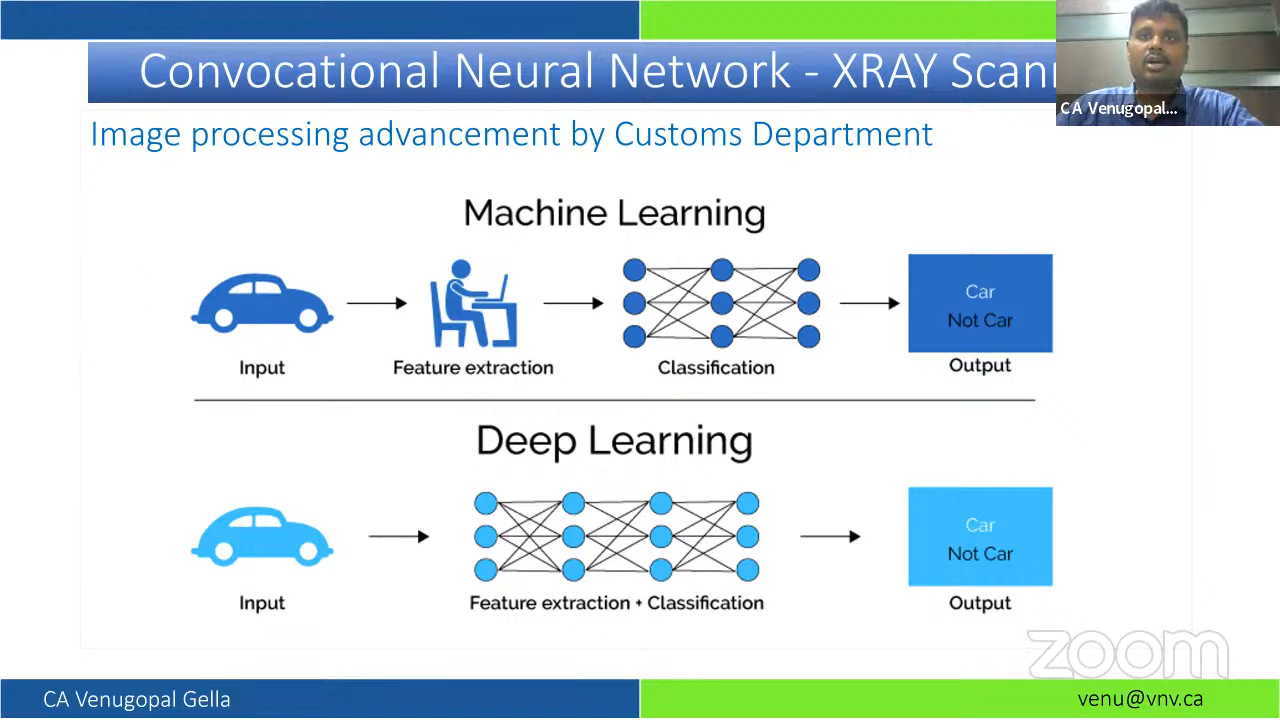 Convocational Neural Network - XRAY
CA Venugopal...
Image processing advancement by Customs Department
Machine Learning
Input
Feature extraction
Classification
Car
Not Car
Output
Deep Learning
Input
Feature extraction + Classification
Car
Not Car
Output
zoom
CA Venugopal Gella
venu@vnv.ca